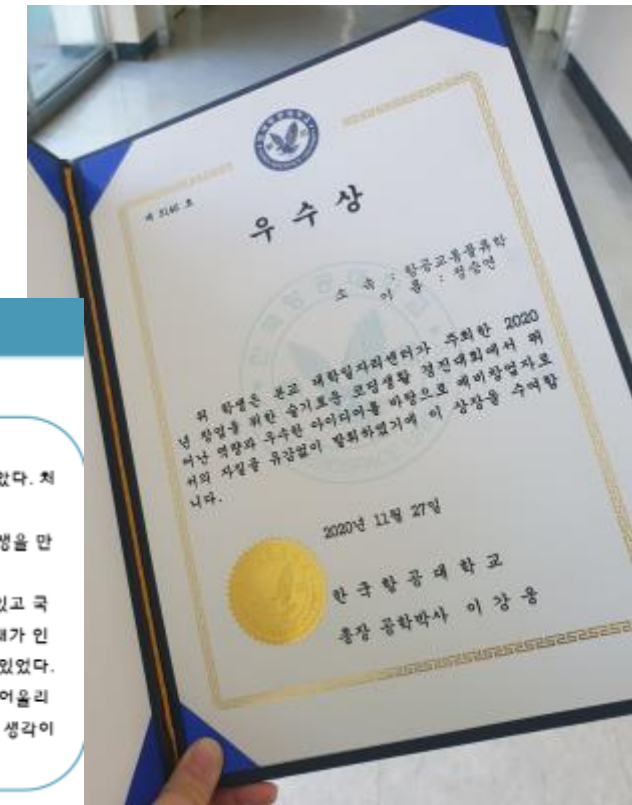 제 3146 호
우 수 상
소 속 : 항공교통물류학
이 름 : 정승연
위 학생은 본교 대학일자리센터가 주최한 2020
년 창업을 위한 슬기로운 코딩생활 경진대회에서 뛰
어난 역량과 우수한 아이디어를 바탕으로 예비창업자로
서의 자질을 유감없이 발휘하였기에 이 상장을 수여합
니다.
2020년 11월 27일
한 국 항 공 대 학 교
총장 공학박사 이 강 웅
았다. 처
생을 만
있고 국
내가 인
있었다.
어울리
생각이